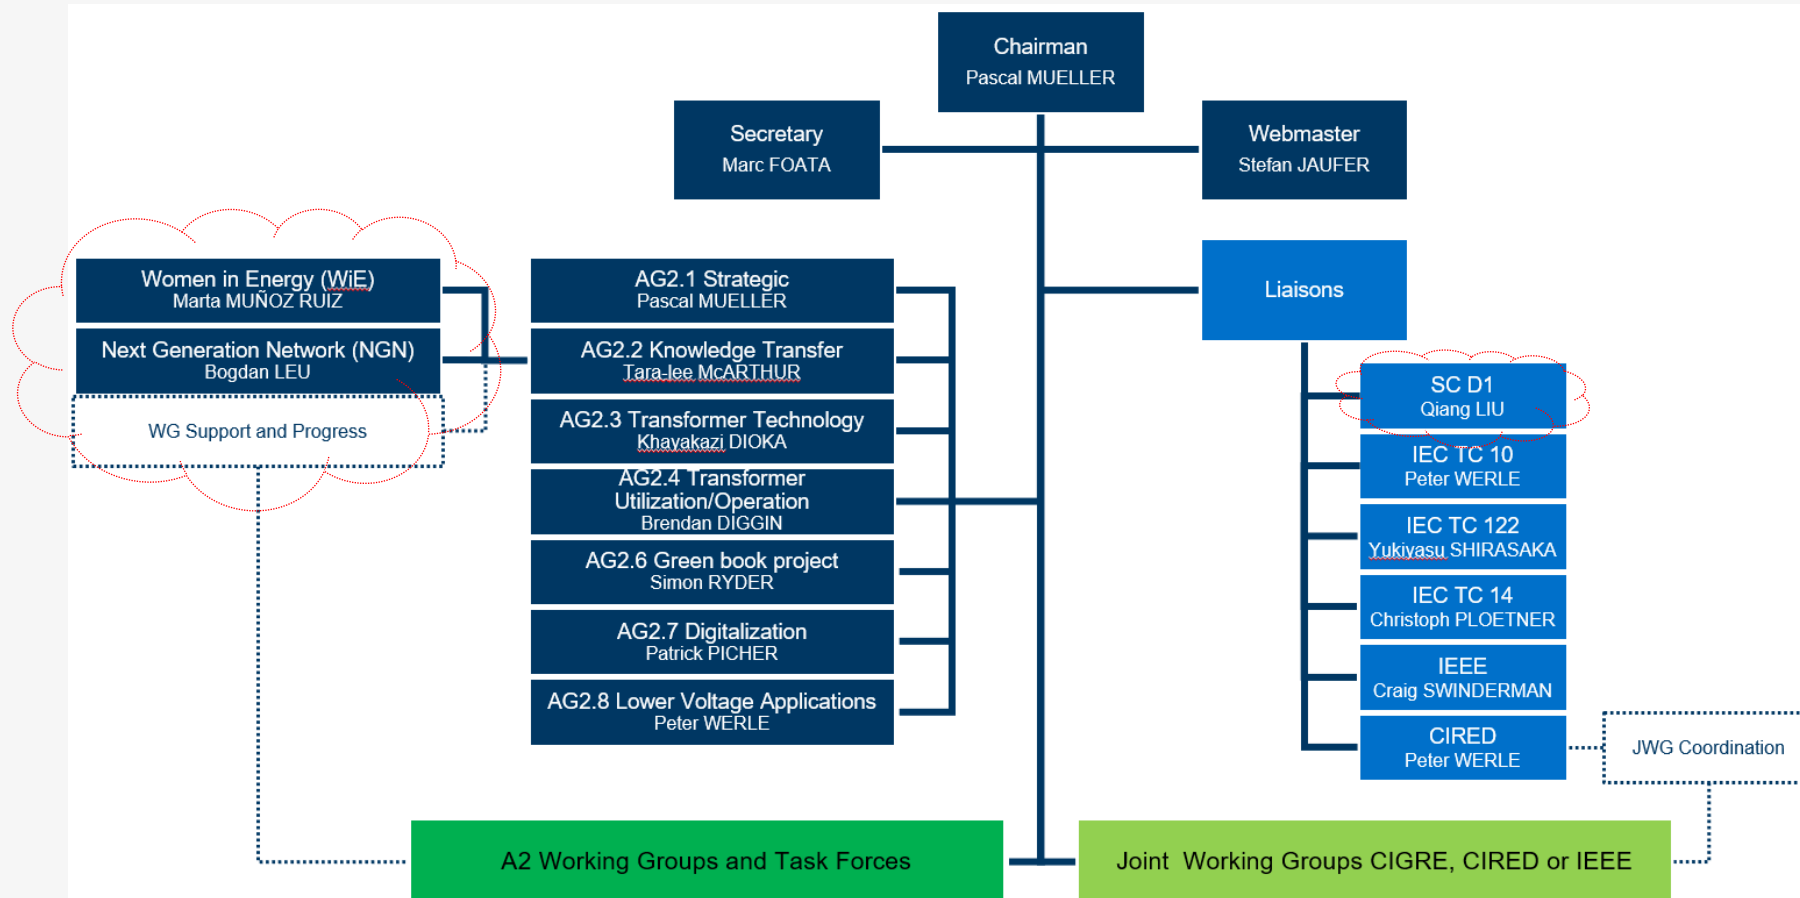 Chairman
Pascal MUELLER
Secretary
Marc FOATA
Webmaster
Stefan JAUFER
Women in Energy (WiE)
Marta MUÑOZ RUIZ
Next Generation Network (NGN)
Bogdan LEU
WG Support and Progress
AG2.1 Strategic
Pascal MUELLER
AG2.2 Knowledge Transfer
Tara-lee McARTHUR
AG2.3 Transformer Technology
Khayakazi DIOKA
AG2.4 Transformer
Utilization/Operation
Brendan DIGGIN
AG2.6 Green book project
Simon RYDER
AG2.7 Digitalization
Patrick PICHER
AG2.8 Lower Voltage Applications
Peter WERLE
Liaisons
SC D1
Qiang LIU
IEC TC 10
Peter WERLE
IEC TC 122
Yukiyasu SHIRASAKA
IEC TC 14
Christoph PLOETNER
IEEE
Craig SWINDERMAN
CIRED
Peter WERLE
JWG Coordination
A2 Working Groups and Task Forces
Joint  Working Groups CIGRE, CIRED or IEEE